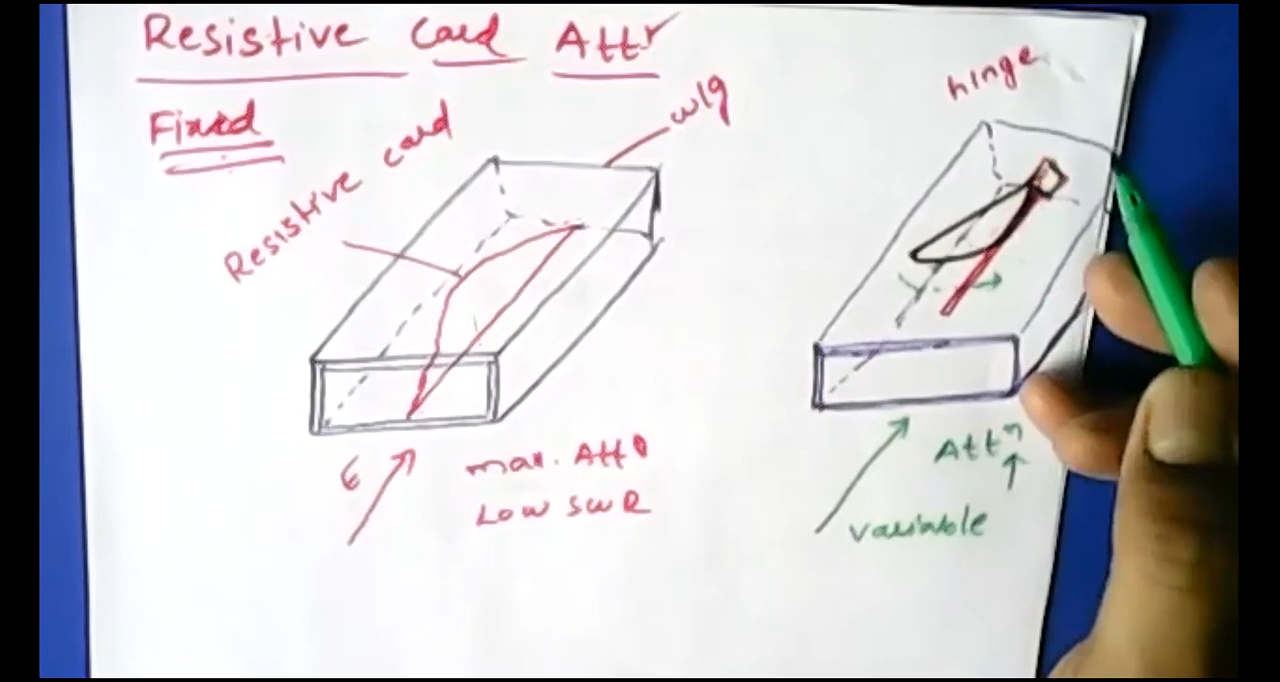 Resistive Card Attr
Fixed
Resistive card
w/g
hinge
E
max. Attn
Low SWR
Attn ↑
variable